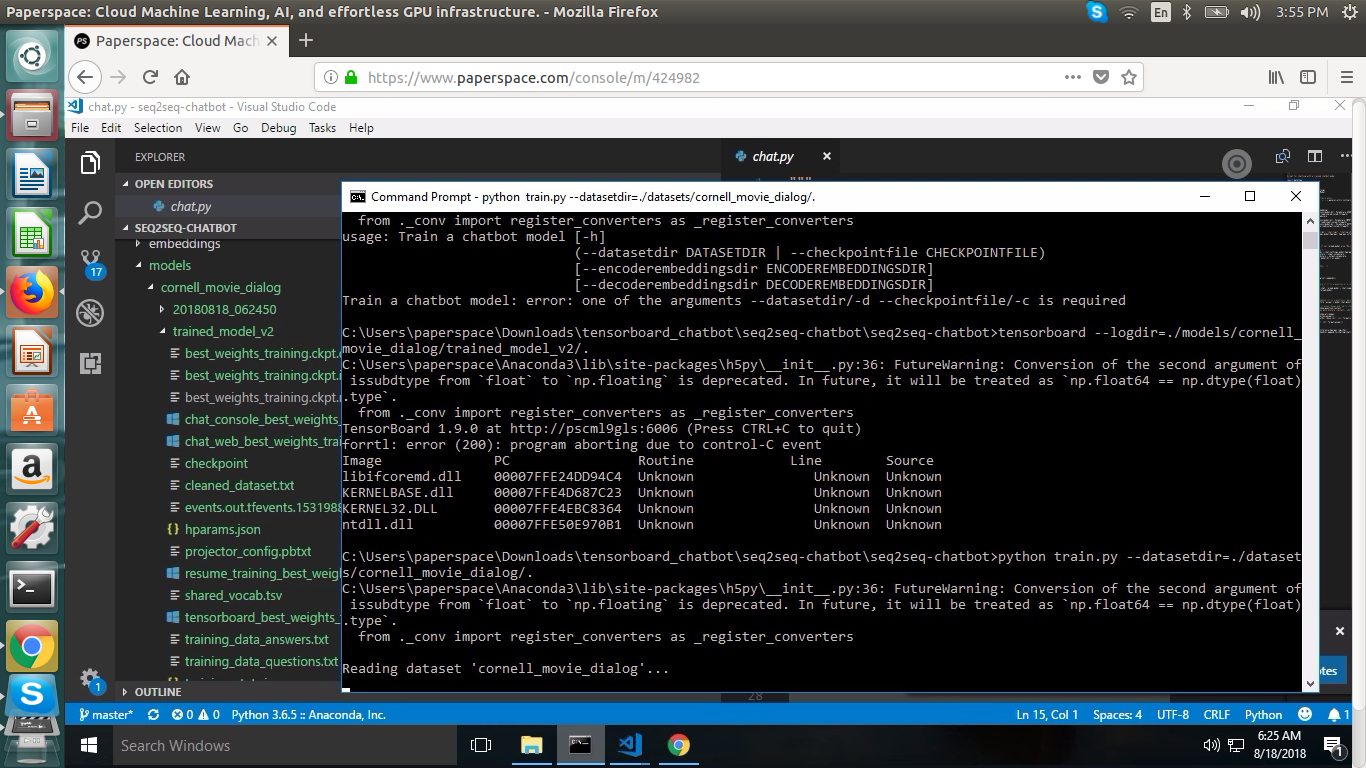 Paperspace: Cloud Machine Learning, AI, and effortless GPU infrastructure. - Mozilla Firefox
En
3:55 PM
Paperspace: Cloud Mach
https://www.paperspace.com/console/m/424982
chat.py - seq2seq-chatbot - Visual Studio Code
File Edit Selection View Go Debug Tasks Help
EXPLORER
chat.py
OPEN EDITORS
chat.py
SEQ2SEQ-CHATBOT
embeddings
models
cornell_movie_dialog
20180818_062450
trained_model_v2
best_weights_training.ckpt.
best_weights_training.ckpt.i
best_weights_training.ckpt.
chat_console_best_weights_
chat_web_best_weights_trai
checkpoint
cleaned_dataset.txt
events.out.tfevents.1531988
hparams.json
projector_config.pbtxt
resume_training_best_weig
shared_vocab.tsv
tensorboard_best_weights_
training_data_answers.txt
training_data_questions.txt
OUTLINE
17
1
Command Prompt - python train.py --datasetdir=./datasets/cornell_movie_dialog/.
from ._conv import register_converters as _register_converters
usage: Train a chatbot model [-h]
(--datasetdir DATASETDIR | --checkpointfile CHECKPOINTFILE)
[--encoderembeddingsdir ENCODEREMBEDDINGSDIR]
[--decoderembeddingsdir DECODEREMBEDDINGSDIR]
Train a chatbot model: error: one of the arguments --datasetdir/-d --checkpointfile/-c is required
C:\Users\paperspace\Downloads\tensorboard_chatbot\seq2seq-chatbot\seq2seq-chatbot>tensorboard --logdir=./models/cornell_
movie_dialog/trained_model_v2/.
C:\Users\paperspace\Anaconda3\lib\site-packages\h5py\__init__.py:36: FutureWarning: Conversion of the second argument of
issubdtype from `float` to `np.floating` is deprecated. In future, it will be treated as `np.float64 == np.dtype(float)
.type`.
from ._conv import register_converters as _register_converters
TensorBoard 1.9.0 at http://pscml9gls:6006 (Press CTRL+C to quit)
forrtl: error (200): program aborting due to control-C event
Image PC Routine Line Source
libifcoremd.dll 00007FFE24DD94C4 Unknown Unknown Unknown
KERNELBASE.dll 00007FFE4D687C23 Unknown Unknown Unknown
KERNEL32.DLL 00007FFE4EBC8364 Unknown Unknown Unknown
ntdll.dll 00007FFE50E970B1 Unknown Unknown Unknown
C:\Users\paperspace\Downloads\tensorboard_chatbot\seq2seq-chatbot\seq2seq-chatbot>python train.py --datasetdir=./dataset
s/cornell_movie_dialog/.
C:\Users\paperspace\Anaconda3\lib\site-packages\h5py\__init__.py:36: FutureWarning: Conversion of the second argument of
issubdtype from `float` to `np.floating` is deprecated. In future, it will be treated as `np.float64 == np.dtype(float)
.type`.
from ._conv import register_converters as _register_converters
Reading dataset 'cornell_movie_dialog'...
otes
28
master* 0 0 Python 3.6.5 :: Anaconda, Inc. Ln 15, Col 1 Spaces: 4 UTF-8 CRLF Python 1
Search Windows
6:25 AM
8/18/2018
1